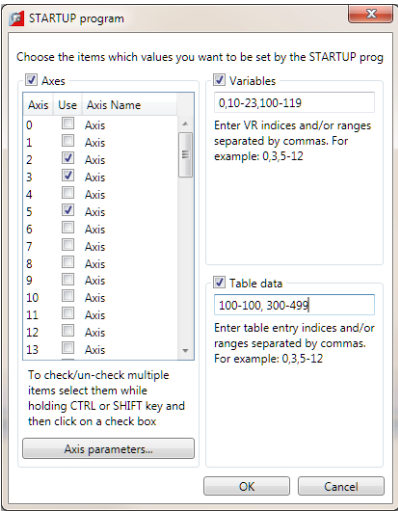 STARTUP program
Choose the items which values you want to be set by the STARTUP prog
Axes
Axis Use Axis Name
0 Axis
1 Axis
2 Axis
3 Axis
4 Axis
5 Axis
6 Axis
7 Axis
8 Axis
9 Axis
10 Axis
11 Axis
12 Axis
13 Axis
To check/un-check multiple
items select them while
holding CTRL or SHIFT key and
then click on a check box
Axis parameters...
Variables
0,10-23,100-119
Enter VR indices and/or ranges
separated by commas. For
example: 0,3,5-12
Table data
100-100, 300-499
Enter table entry indices and/or
ranges separated by commas.
For example: 0,3,5-12
OK
Cancel